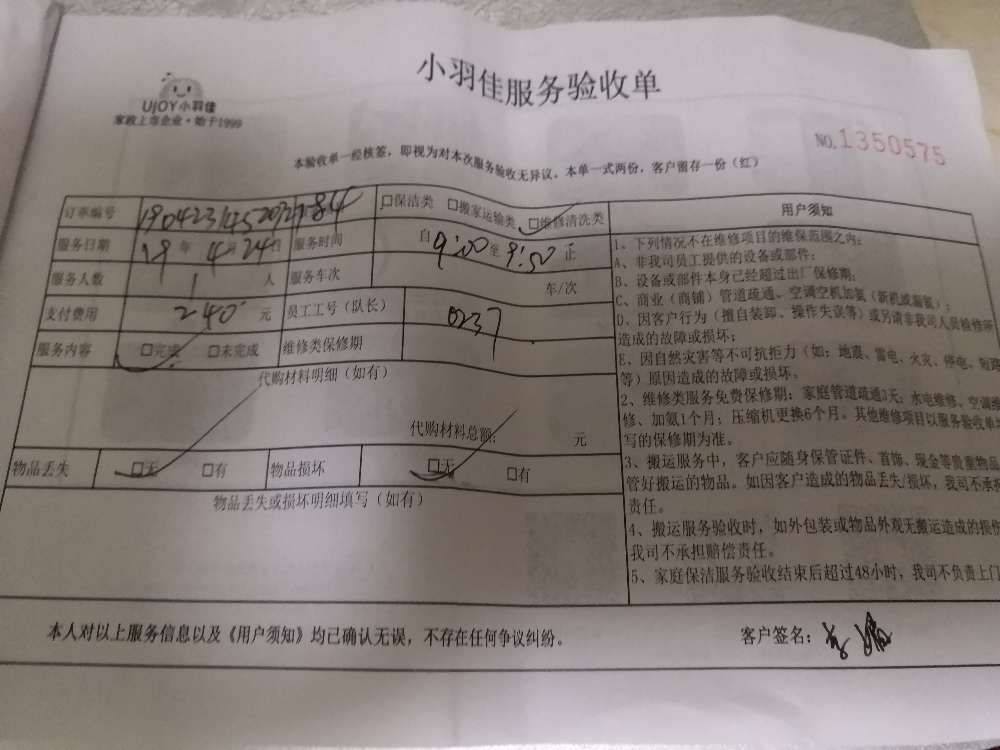 小羽佳服务验收单
UJOY小羽佳
家政上市企业·始于1999
NO.1350575
本验收单一经核签，即视为对本次服务验收无异议，本单一式两份，客户留存一份（红）
订单编号 □保洁类 □搬家运输类 □维修清洗类
服务日期 19年4月24日 服务时间 自9:00至9:50正
服务人数 1人 服务车次 车/次
支付费用 240元 员工工号（队长） 0237
服务内容 □完成 □未完成 维修类保修期
代购材料明细（如有）
代购材料总额： 元
物品丢失 □无 □有 物品损坏 □无 □有
物品丢失或损坏明细填写（如有）
用户须知
1、下列情况不在维修项目的维保范围之内：
A、非我司员工提供的设备或部件；
B、设备或部件本身已经超过出厂保修期；
C、商业（商铺）管道疏通、空调空机加氨（新机或漏氨）；
D、因客户行为（擅自装卸、操作失误等）或另请非我司人员检修所
造成的故障或损坏；
E、因自然灾害等不可抗拒力（如：地震、雷电、火灾、停电、短路
等）原因造成的故障或损坏。
2、维修类服务免费保修期：家庭管道疏通3天；水电维修、空调维
修、加氨1个月；压缩机更换6个月。其他维修项目以服务验收单填
写的保修期为准。
3、搬运服务中，客户应随身保管证件、首饰、现金等贵重物品
管好搬运的物品。如因客户造成的物品丢失/损坏，我司不承担
责任。
4、搬运服务验收时，如外包装或物品外观无搬运造成的损伤
我司不承担赔偿责任。
5、家庭保洁服务验收结束后超过48小时，我司不负责上门
本人对以上服务信息以及《用户须知》均已确认无误，不存在任何争议纠纷。
客户签名：